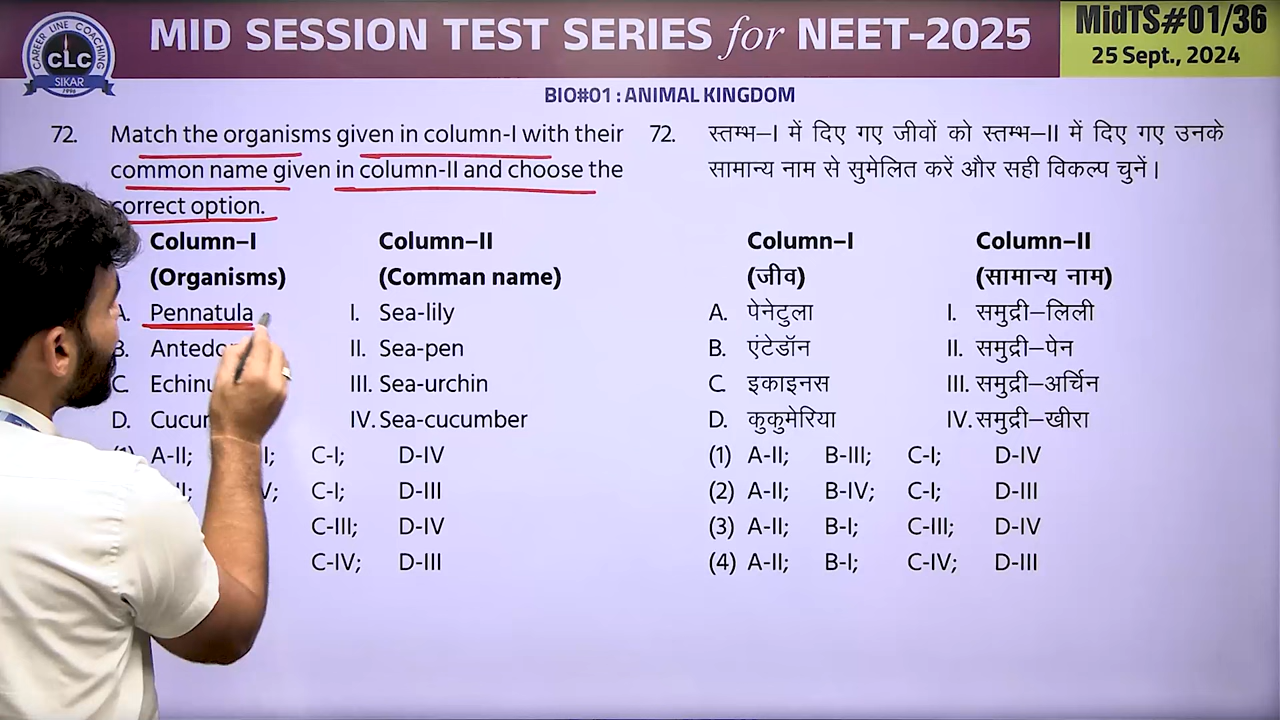 MID SESSION TEST SERIES for NEET-2025
MidTS#01/36
25 Sept., 2024
CAREER LINE COACHING
CLC
SIKAR
1996
BIO#01 : ANIMAL KINGDOM
72. Match the organisms given in column-I with their
common name given in column-II and choose the
correct option.
Column–I Column–II
(Organisms) (Comman name)
A. Pennatula I. Sea-lily
B. II. Sea-pen
C. III. Sea-urchin
D. IV. Sea-cucumber
A-II; C-I; D-IV
C-I; D-III
C-III; D-IV
C-IV; D-III
72. स्तम्भ–I में दिए गए जीवों को स्तम्भ–II में दिए गए उनके
सामान्य नाम से सुमेलित करें और सही विकल्प चुनें।
Column–I Column–II
(जीव) (सामान्य नाम)
A. पेनेटुला I. समुद्री–लिली
B. एंटेडॉन II. समुद्री–पेन
C. इकाइनस III. समुद्री–अर्चिन
D. कुकुमेरिया IV. समुद्री–खीरा
(1) A-II; B-III; C-I; D-IV
(2) A-II; B-IV; C-I; D-III
(3) A-II; B-I; C-III; D-IV
(4) A-II; B-I; C-IV; D-III